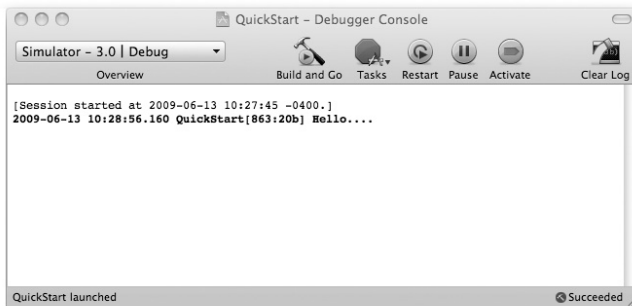 QuickStart – Debugger Console
Simulator – 3.0 | Debug
Overview
Build and Go
Tasks
Restart
Pause
Activate
Clear Log
[Session started at 2009-06-13 10:27:45 -0400.]
2009-06-13 10:28:56.160 QuickStart[863:20b] Hello....
QuickStart launched
Succeeded